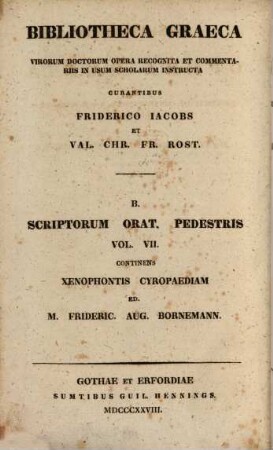 BIBLIOTHECA GRAECA
VIRORUM DOCTORUM OPERA RECOGNITA ET COMMENTA-
RIIS IN USUM SCHOLARUM INSTRUCTA
CURANTIBUS
FRIDERICO IACOBS
ET
VAL. CHR. FR. ROST.
B.
SCRIPTORUM ORAT. PEDESTRIS
VOL. VII.
CONTINENS
XENOPHONTIS CYROPAEDIAM
ED.
M. FRIDERIC. AUG. BORNEMANN.
GOTHAE ET ERFORDIAE
SUMTIBUS GUIL. HENNINGS.
MDCCCXXVIII.